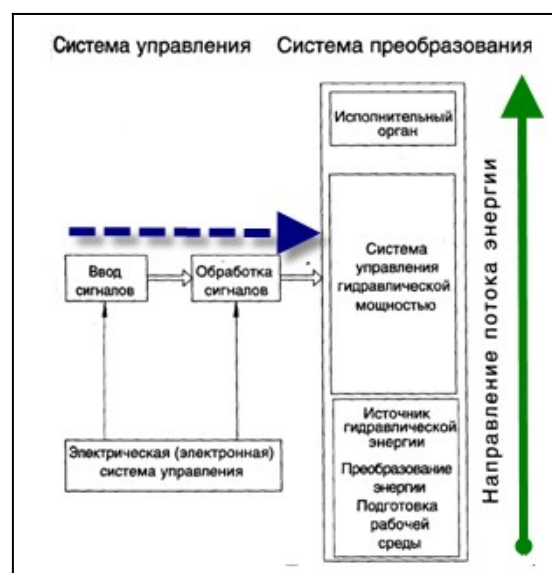 Система управления
Система преобразования
Исполнительный
орган
Система
управления
гидравлической
мощностью
Ввод
сигналов
Обработка
сигналов
Источник
гидравлической
энергии
Преобразование
энергии
Подготовка
рабочей
среды
Электрическая (электронная)
система управления
Направление потока энергии